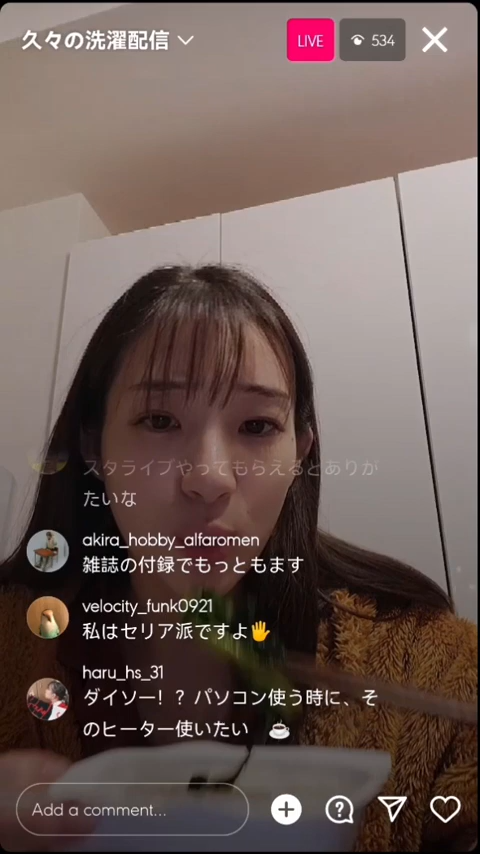 久々の洗濯配信
LIVE
534
スタライブやってもらえるとありが
たいな
akira_hobby_alfaromen
雑誌の付録でもっともます
velocity_funk0921
私はセリア派ですよ🖐
haru_hs_31
ダイソー！？パソコン使う時に、そ
のヒーター使いたい ☕
Add a comment...